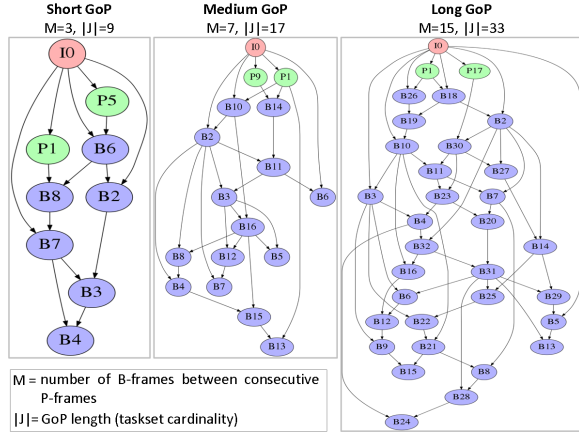 Short GoP
M=3, |J|=9
I0
P5
P1
B6
B8
B2
B7
B3
B4
Medium GoP
M=7, |J|=17
I0
P9
P1
B10
B14
B2
B11
B3
B6
B16
B8
B12
B5
B4
B7
B15
B13
Long GoP
M=15, |J|=33
I0
P1
P17
B26
B18
B19
B2
B10
B30
B11
B27
B3
B23
B7
B4
B20
B32
B14
B16
B31
B6
B25
B29
B12
B22
B5
B9
B21
B13
B15
B8
B28
B24
M = number of B-frames between consecutive
P-frames
|J|= GoP length (taskset cardinality)